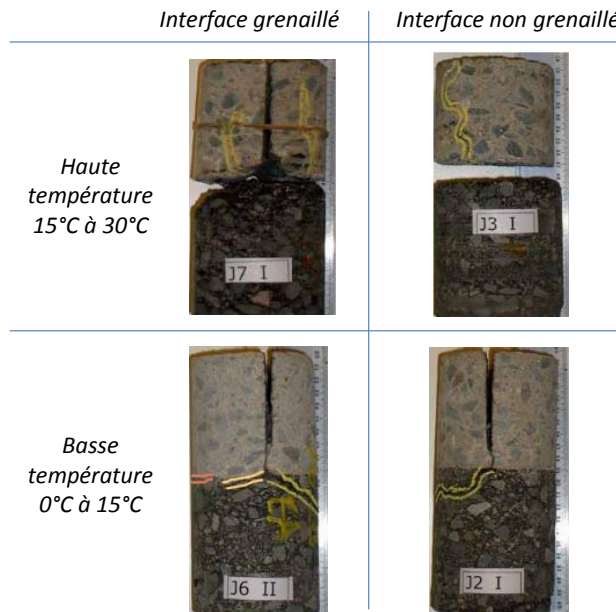 Interface grenaillé Interface non grenaillé
Haute
température
15°C à 30°C
J7 I
J3 I
Basse
température
0°C à 15°C
J6 II
J2 I